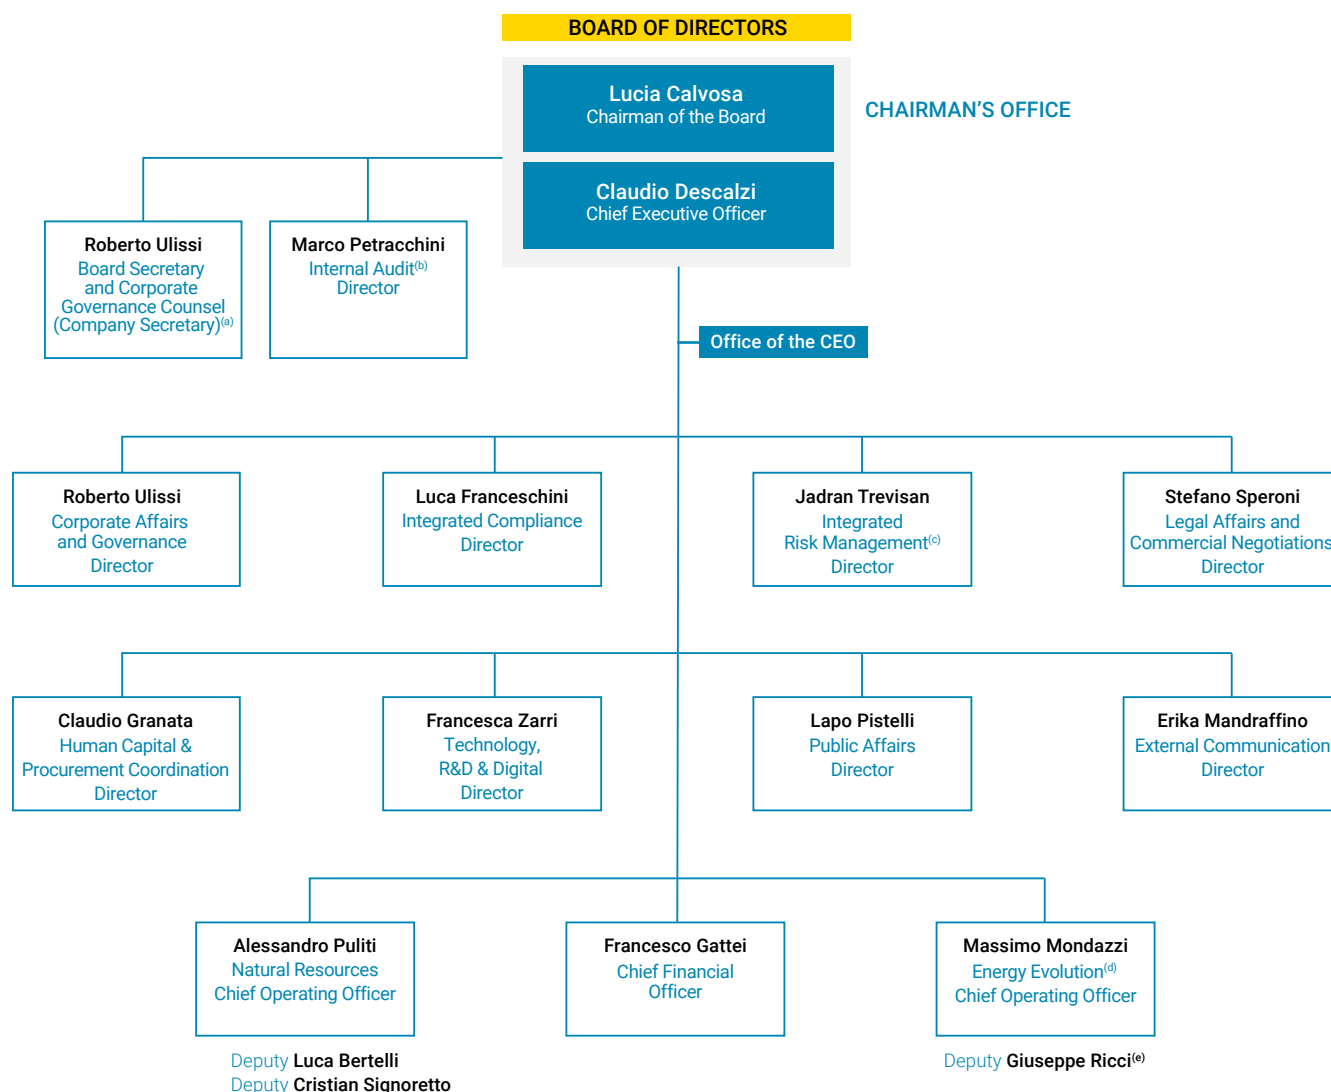 BOARD OF DIRECTORS
Lucia Calvosa
Chairman of the Board
CHAIRMAN'S OFFICE
Claudio Descalzi
Chief Executive Officer
Roberto Ulissi
Board Secretary
and Corporate
Governance Counsel
(Company Secretary)(a)
Marco Petracchini
Internal Audit(b)
Director
Office of the CEO
Roberto Ulissi
Corporate Affairs
and Governance
Director
Luca Franceschini
Integrated Compliance
Director
Jadran Trevisan
Integrated
Risk Management(c)
Director
Stefano Speroni
Legal Affairs and
Commercial Negotiations
Director
Claudio Granata
Human Capital &
Procurement Coordination
Director
Francesca Zarri
Technology,
R&D & Digital
Director
Lapo Pistelli
Public Affairs
Director
Erika Mandraffino
External Communication
Director
Alessandro Puliti
Natural Resources
Chief Operating Officer
Francesco Gattei
Chief Financial
Officer
Massimo Mondazzi
Energy Evolution(d)
Chief Operating Officer
Deputy Luca Bertelli
Deputy Cristian Signoretto
Deputy Giuseppe Ricci(e)